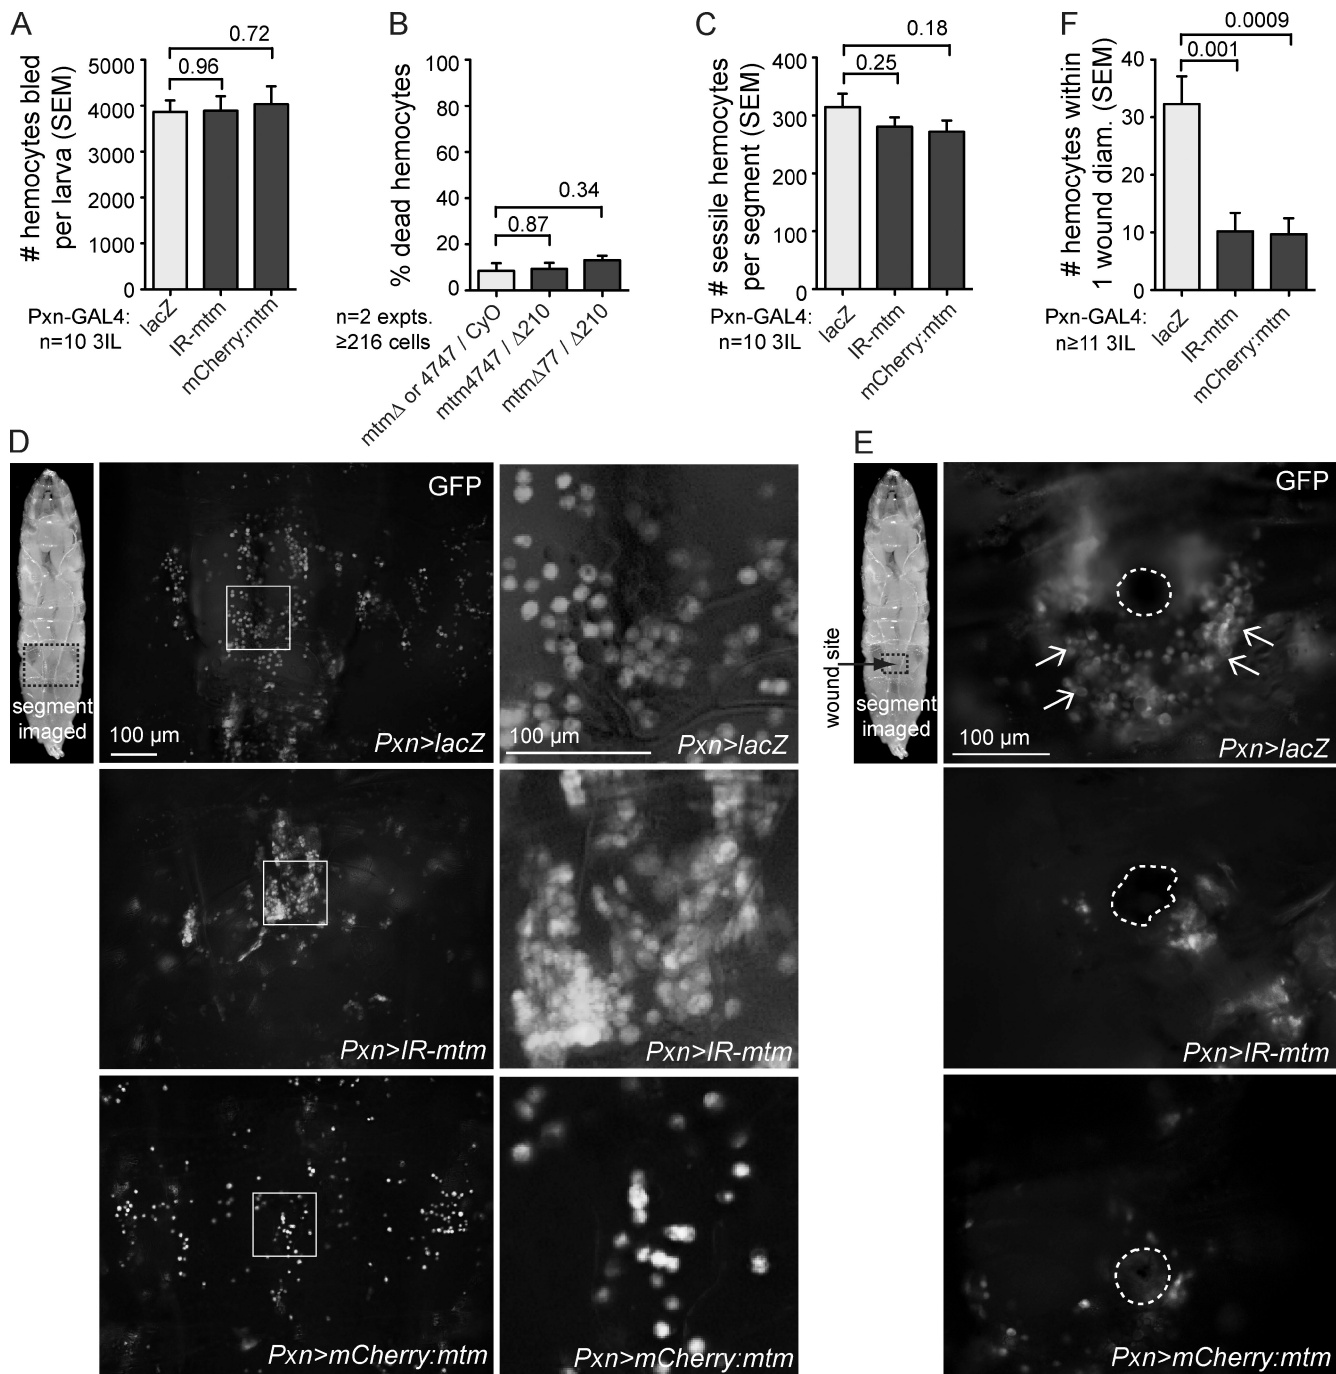 A
# hemocytes bled
per larva (SEM)
0.72
0.96
5000
4000
3000
2000
1000
0
Pxn-GAL4:
n=10 3IL
lacZ
IR-mtm
mCherry:mtm
B
% dead hemocytes
100
80
60
40
20
0
0.34
0.87
n=2 expts.
≥216 cells
mtmΔ or 4747 / CyO
mtm4747 / Δ210
mtmΔ77 / Δ210
C
# sessile hemocytes
per segment (SEM)
0.18
0.25
400
300
200
100
0
Pxn-GAL4:
n=10 3IL
lacZ
IR-mtm
mCherry:mtm
F
# hemocytes within
1 wound diam. (SEM)
0.0009
0.001
40
30
20
10
0
Pxn-GAL4:
n≥11 3IL
lacZ
IR-mtm
mCherry:mtm
D
segment
imaged
GFP
100 µm
Pxn>lacZ
100 µm
Pxn>lacZ
Pxn>IR-mtm
Pxn>IR-mtm
Pxn>mCherry:mtm
Pxn>mCherry:mtm
E
wound site
segment
imaged
GFP
100 µm
Pxn>lacZ
Pxn>IR-mtm
Pxn>mCherry:mtm